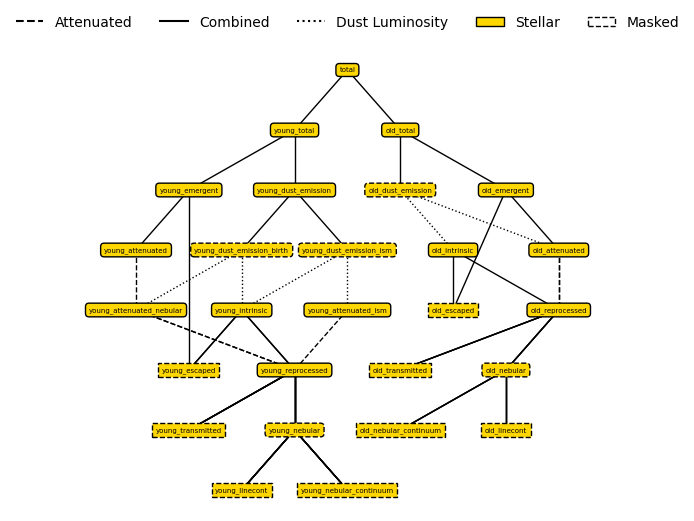 Attenuated Combined Dust Luminosity Stellar Masked
total
young_total old_total
young_emergent young_dust_emission old_dust_emission old_emergent
young_attenuated young_dust_emission_birth young_dust_emission_ism old_intrinsic old_attenuated
young_attenuated_nebular young_intrinsic young_attenuated_ism old_escaped old_reprocessed
young_escaped young_reprocessed old_transmitted old_nebular
young_transmitted young_nebular old_nebular_continuum old_linecont
young_linecont young_nebular_continuum